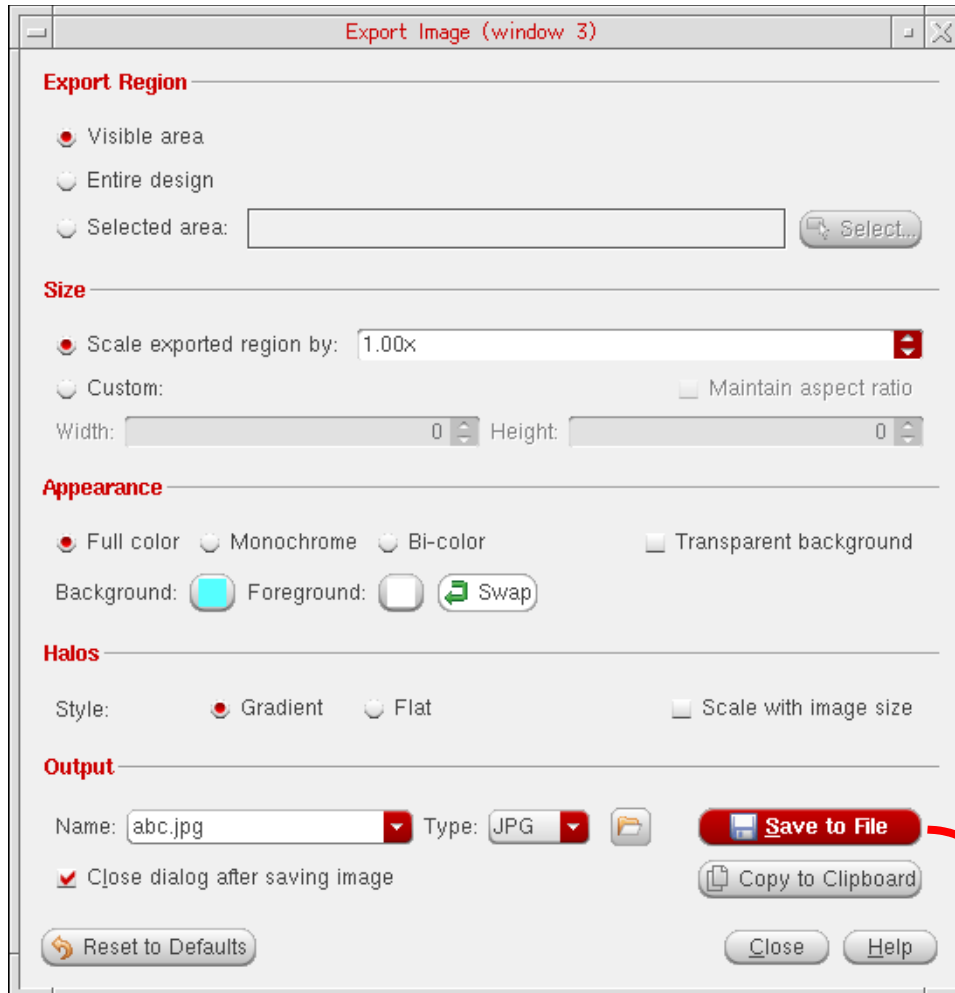 Export Image (window 3)
Export Region
Visible area
Entire design
Selected area: Select...
Size
Scale exported region by: 1.00x
Custom: Maintain aspect ratio
Width: 0 Height: 0
Appearance
Full color Monochrome Bi-color Transparent background
Background: Foreground: Swap
Halos
Style: Gradient Flat Scale with image size
Output
Name: abc.jpg Type: JPG Save to File
Close dialog after saving image Copy to Clipboard
Reset to Defaults Close Help